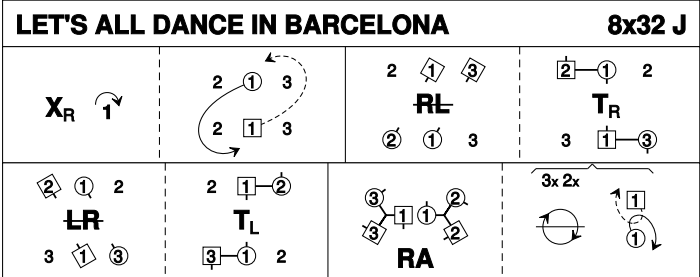 LET'S ALL DANCE IN BARCELONA 8x32 J
2 1 3 2 1 3 2 1 2
XR 1 RL TR
2 1 3 2 1 3 3 1 3
2 1 2 2 1 2 3x 2x
3 1 1 2 1
LR TL 3 2 1
RA
3 1 3 3 1 2